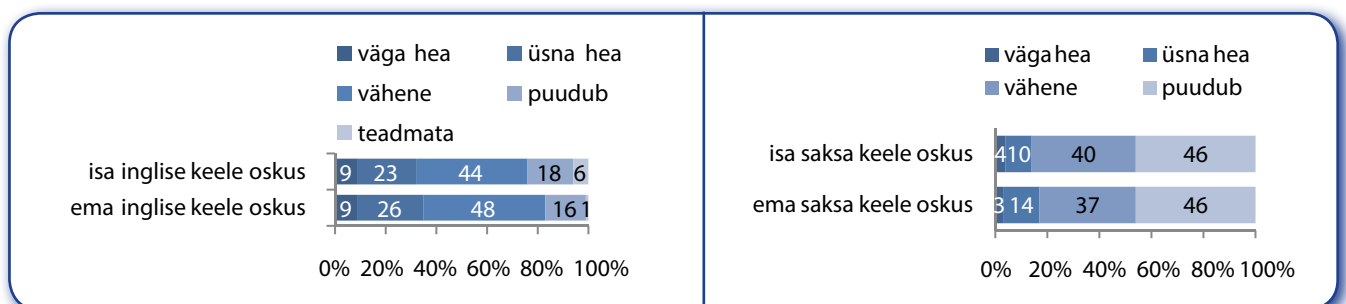 väga hea üsna hea
vähene puudub
teadmata
isa inglise keele oskus 9 23 44 18 6
ema inglise keele oskus 9 26 48 16 1
0% 20% 40% 60% 80% 100%
väga hea üsna hea
vähene puudub
isa saksa keele oskus 4 10 40 46
ema saksa keele oskus 3 14 37 46
0% 20% 40% 60% 80% 100%